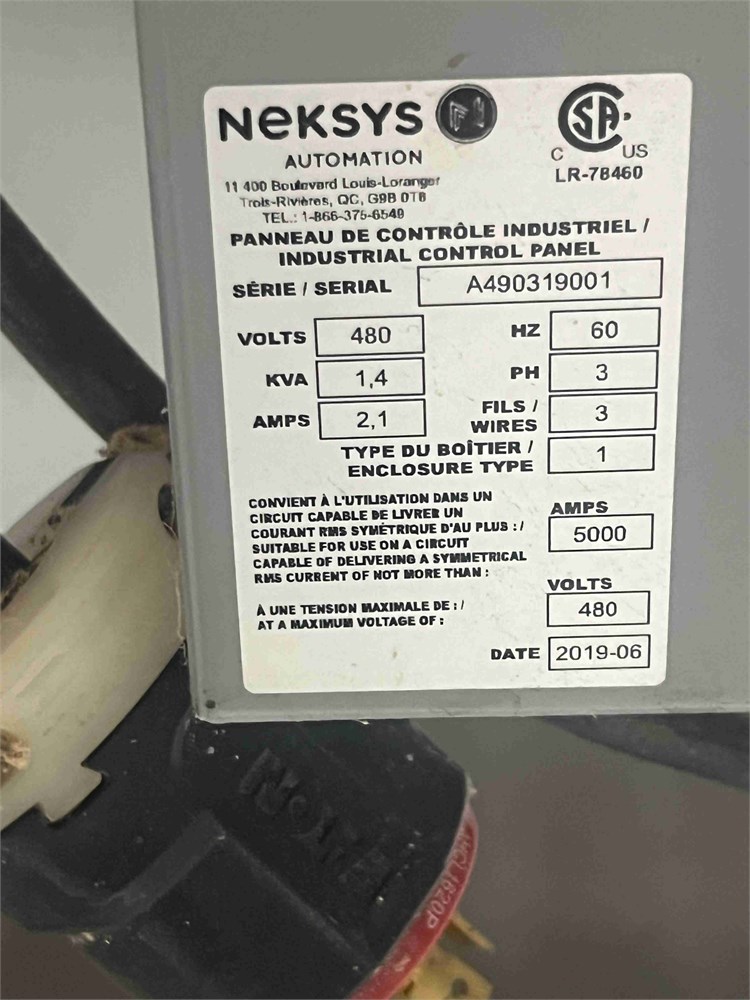 NeKSYS
AUTOMATION
11 400 Boulevard Louis-Loranger
Trois-Rivières, QC, G9B 0T8
TEL.: 1-866-375-6549
CSA
C US
LR-7B460
PANNEAU DE CONTRÔLE INDUSTRIEL /
INDUSTRIAL CONTROL PANEL
SÉRIE / SERIAL A490319001
VOLTS 480 HZ 60
KVA 1,4 PH 3
AMPS 2,1 FILS / WIRES 3
TYPE DU BOÎTIER /
ENCLOSURE TYPE 1
CONVIENT À L'UTILISATION DANS UN
CIRCUIT CAPABLE DE LIVRER UN
COURANT RMS SYMÉTRIQUE D'AU PLUS : /
SUITABLE FOR USE ON A CIRCUIT
CAPABLE OF DELIVERING A SYMMETRICAL
RMS CURRENT OF NOT MORE THAN :
AMPS
5000
À UNE TENSION MAXIMALE DE : /
AT A MAXIMUM VOLTAGE OF :
VOLTS
480
DATE 2019-06